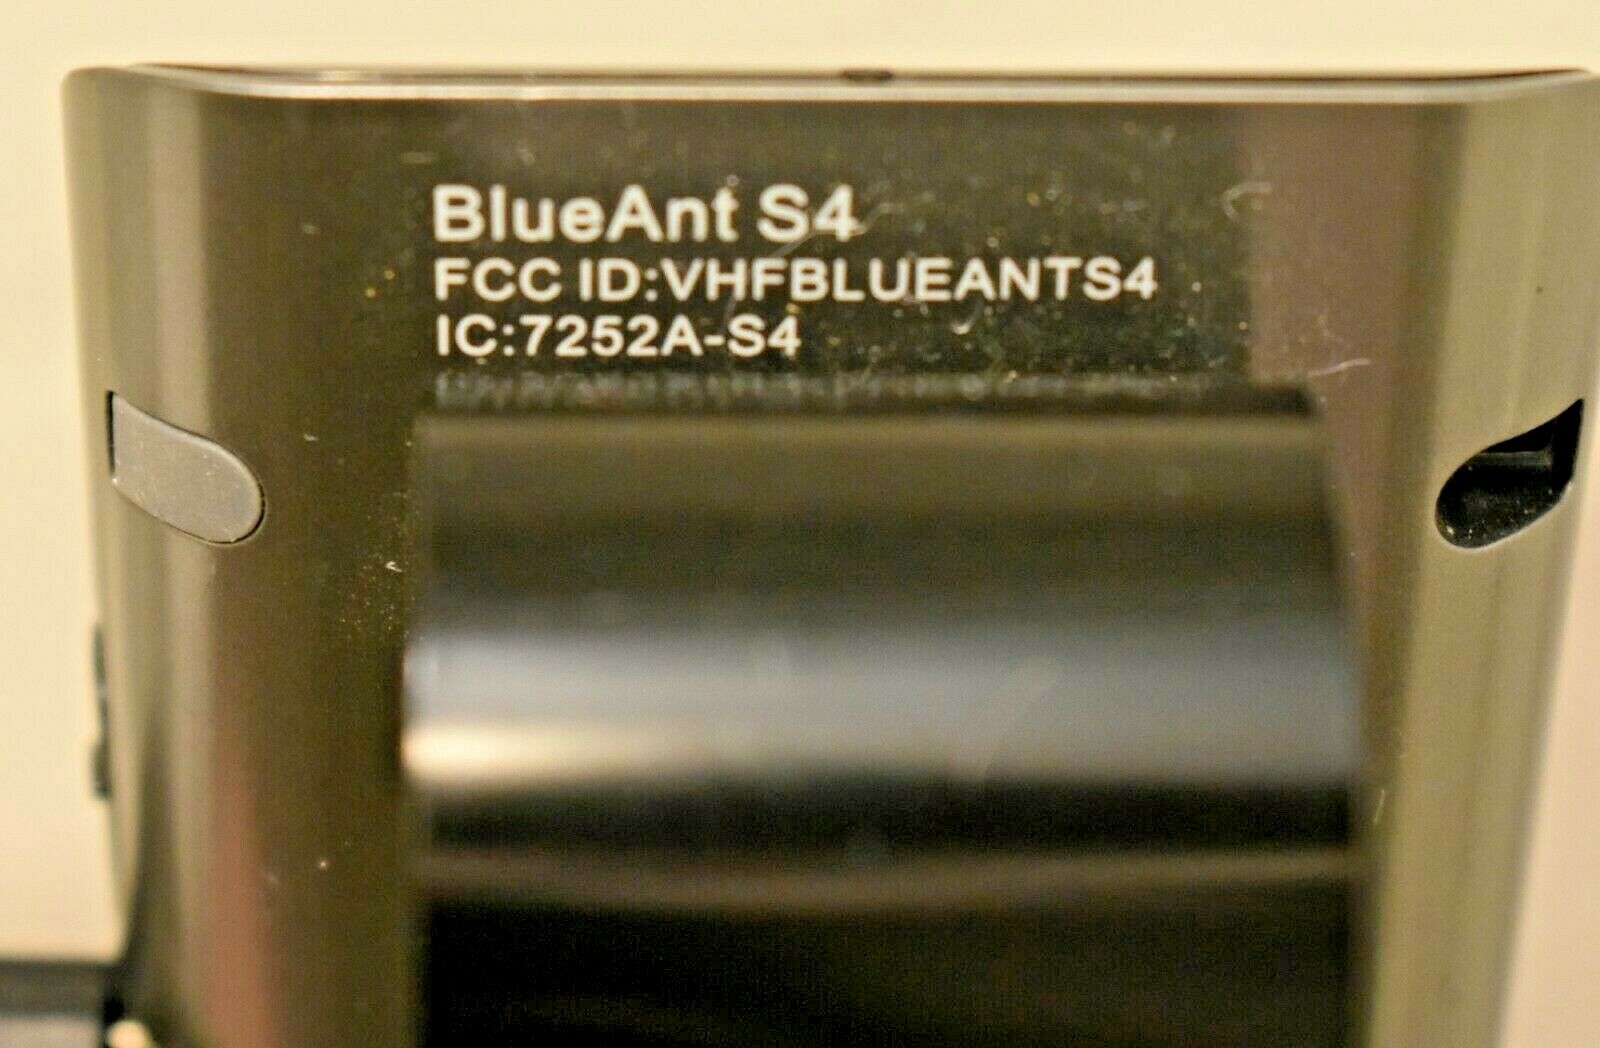 BlueAnt S4
FCC ID:VHFBLUEANTS4
IC:7252A-S4